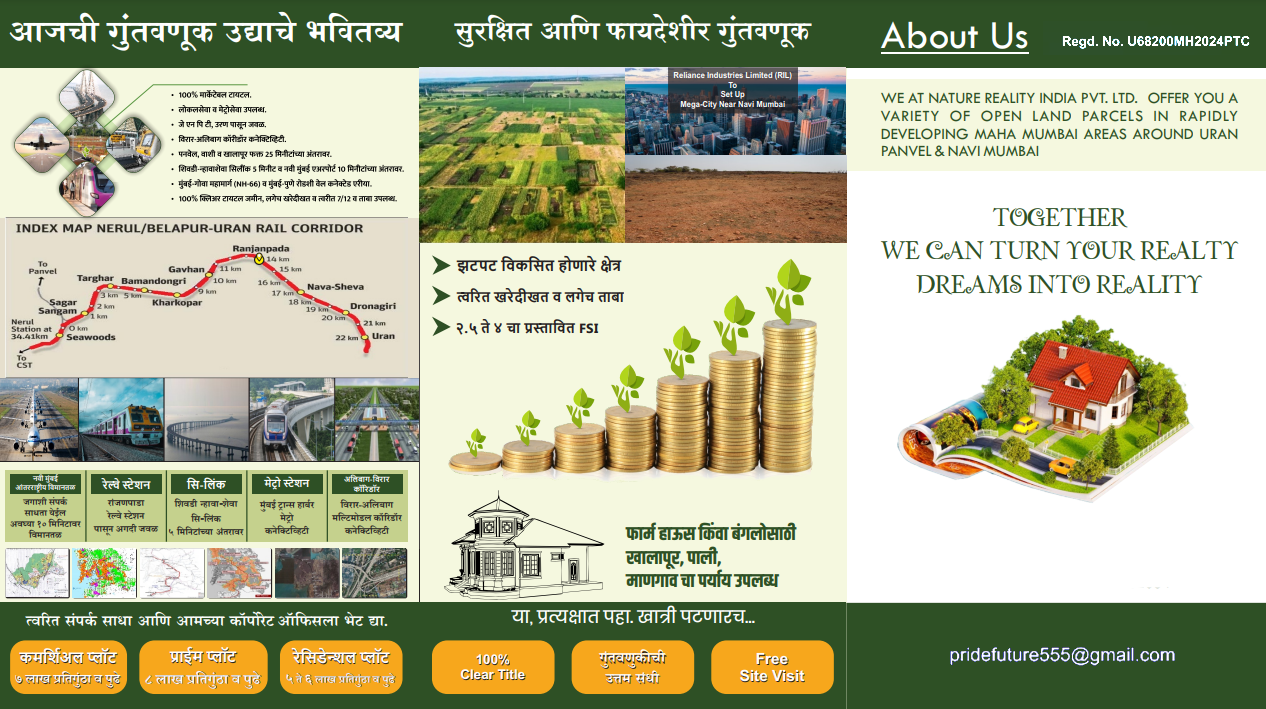 आजची गुंतवणूक उद्याचे भवितव्य
• 100% मार्केटेबल टायटल.
• लोकलसेवा व मेट्रोसेवा उपलब्ध.
• जे एन पि टी, उरण पासून जवळ.
• विरार-अलिबाग कॉरीडॉर कनेक्टिव्हिटी.
• पनवेल, वाशी व खालापूर फक्त 25 मिनीटांच्या अंतरावर.
• शिवडी-न्हावाशेवा सिलींक 5 मिनीट व नवी मुंबई एअरपोर्ट 10 मिनीटांच्या अंतरावर.
• मुंबई-गोवा महामार्ग (NH-66) व मुंबई-पुणे रोडशी वेल कनेक्टेड एरीया.
• 100% क्लिअर टायटल जमीन, लगेच खरेदीखत व त्वरीत 7/12 व ताबा उपलब्ध.
INDEX MAP NERUL/BELAPUR-URAN RAIL CORRIDOR
Ranjanpada
14 km
To
Panvel
Gavhan
11 km
15 km
Targhar
Bamandongri
10 km
16 km
Nava-Sheva
3 km
5 km
9 km
17 km
Sagar
Sangam
2 km
Kharkopar
18 km
Dronagiri
1 km
19 km
20 km
Nerul
Station at
34.41km
0 km
21 km
Seawoods
22 km
Uran
To
CST
नवी मुंबई
आंतरराष्ट्रीय विमानतळ
जगाशी संपर्क
साधता येईल
अवघ्या १० मिनिटावर
विमानतळ
रेल्वे स्टेशन
रांजणपाडा
रेल्वे स्टेशन
पासून अगदी जवळ
सि-लिंक
शिवडी न्हावा-शेवा
सि-लिंक
५ मिनिटांच्या अंतरावर
मेट्रो स्टेशन
मुंबई ट्रान्स हार्बर
मेट्रो
कनेक्टिव्हिटी
अलिबाग-विरार
कॉरिडॉर
विरार-अलिबाग
मल्टिमोडल कॉरिडॉर
कनेक्टिव्हिटी
त्वरित संपर्क साधा आणि आमच्या कॉर्पोरेट ऑफिसला भेट द्या.
कमर्शिअल प्लॉट
७ लाख प्रतिगुंठा व पुढे
प्राईम प्लॉट
८ लाख प्रतिगुंठा व पुढे
रेसिडेन्शल प्लॉट
५ ते ६ लाख प्रतिगुंठा व पुढे
सुरक्षित आणि फायदेशीर गुंतवणूक
Reliance Industries Limited (RIL)
To
Set Up
Mega-City Near Navi Mumbai
झटपट विकसित होणारे क्षेत्र
त्वरित खरेदीखत व लगेच ताबा
२.५ ते ४ चा प्रस्तावित FSI
फार्म हाऊस किंवा बंगलोसाठी
खालापूर, पाली,
माणगाव चा पर्याय उपलब्ध
या, प्रत्यक्षात पहा. खात्री पटणारच...
100%
Clear Title
गुंतवणुकीची
उत्तम संधी
Free
Site Visit
About Us
Regd. No. U68200MH2024PTC
WE AT NATURE REALITY INDIA PVT. LTD. OFFER YOU A
VARIETY OF OPEN LAND PARCELS IN RAPIDLY
DEVELOPING MAHA MUMBAI AREAS AROUND URAN
PANVEL & NAVI MUMBAI
TOGETHER
WE CAN TURN YOUR REALTY
DREAMS INTO REALITY
pridefuture555@gmail.com